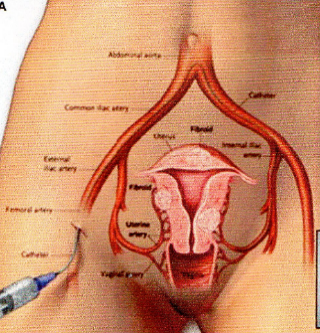 A
Abdominal aorta
Catheter
Common iliac artery
Fibroid
Uterus
Internal iliac
artery
External
iliac artery
Fibroid
Femoral artery
Uterine
artery
Catheter
Vaginal artery